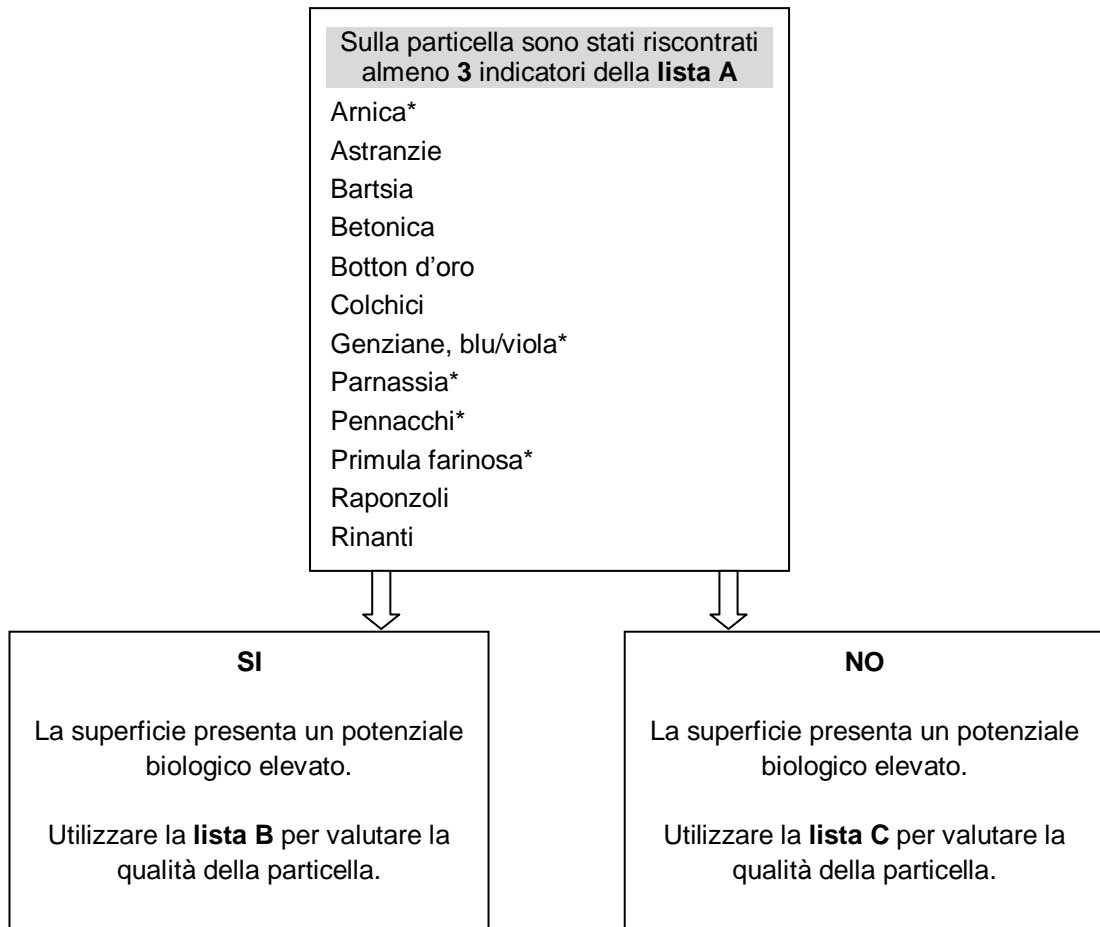 Sulla particella sono stati riscontrati
almeno 3 indicatori della lista A
Arnica*
Astranzie
Bartsia
Betonica
Botton d’oro
Colchici
Genziane, blu/viola*
Parnassia*
Pennacchi*
Primula farinosa*
Raponzoli
Rinanti
SI
La superficie presenta un potenziale
biologico elevato.
Utilizzare la lista B per valutare la
qualità della particella.
NO
La superficie presenta un potenziale
biologico elevato.
Utilizzare la lista C per valutare la
qualità della particella.